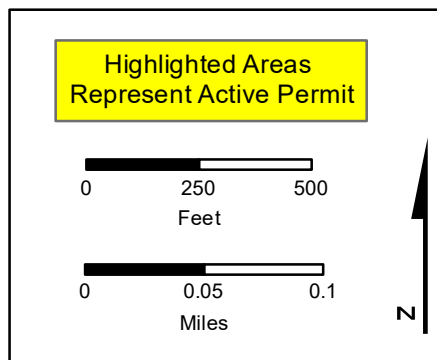 Highlighted Areas
Represent Active Permit
0 250 500
Feet
0 0.05 0.1
Miles
N